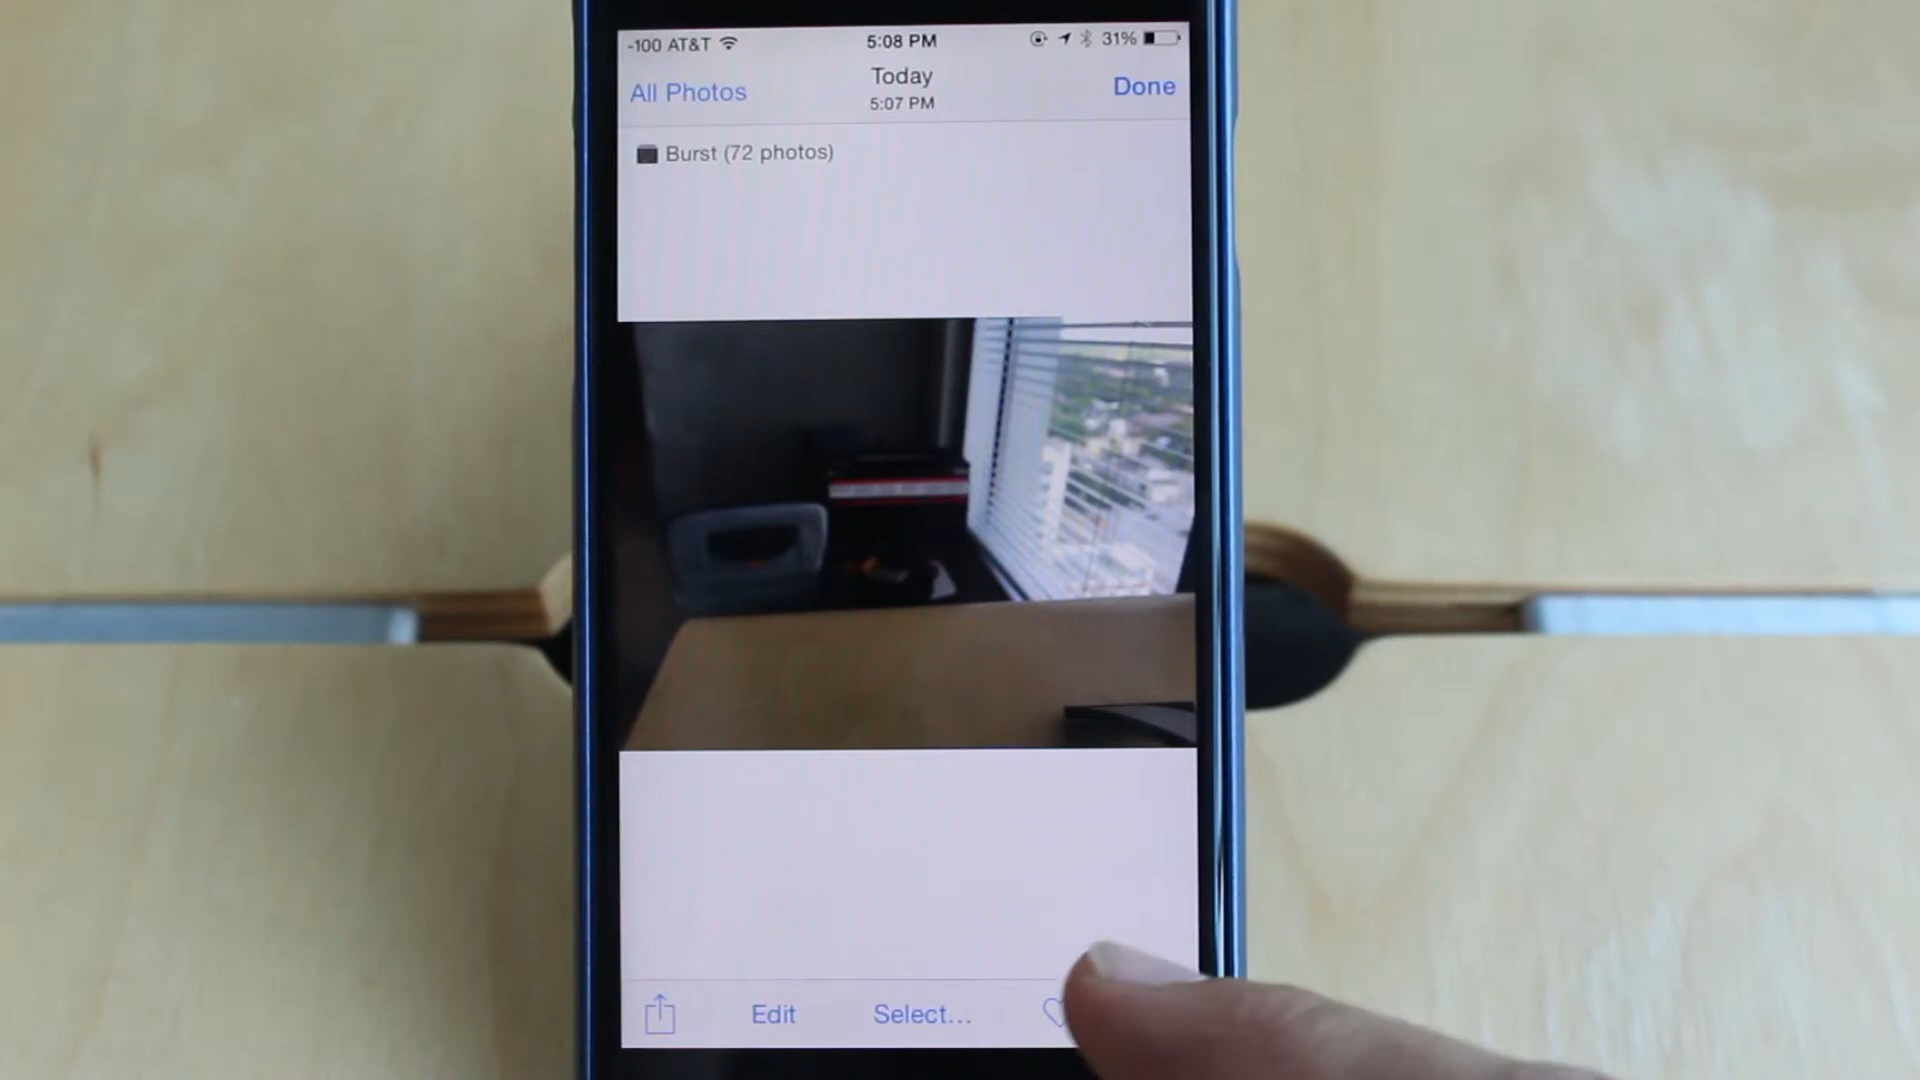 -100 AT&T 5:08 PM 31%
All Photos Today Done
5:07 PM
Burst (72 photos)
Edit Select...